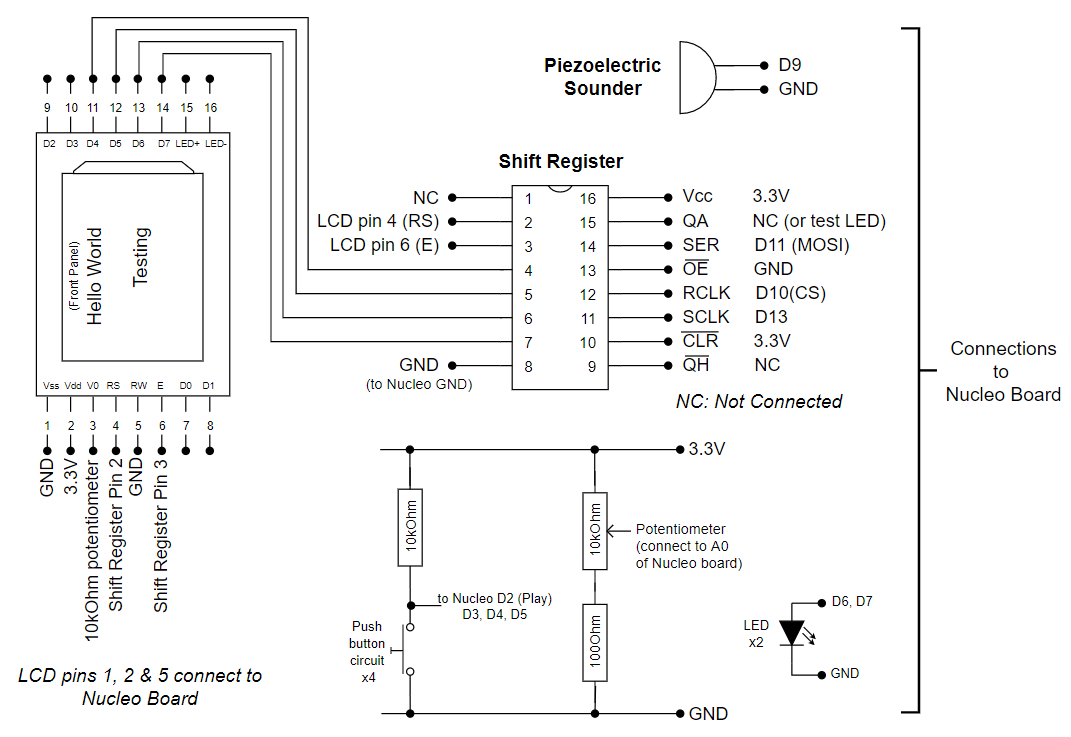 9 10 11 12 13 14 15 16
D2 D3 D4 D5 D6 D7 LED+ LED-
(Front Panel)
Hello World
Testing
Vss Vdd V0 RS RW E D0 D1
1 2 3 4 5 6 7 8
GND
3.3V
10kOhm potentiometer
Shift Register Pin 2
GND
Shift Register Pin 3
LCD pins 1, 2 & 5 connect to
Nucleo Board
Piezoelectric
Sounder
D9
GND
Shift Register
NC 1 16 Vcc 3.3V
LCD pin 4 (RS) 2 15 QA NC (or test LED)
LCD pin 6 (E) 3 14 SER D11 (MOSI)
4 13 O̅E̅ GND
5 12 RCLK D10(CS)
6 11 SCLK D13
7 10 C̅L̅R̅ 3.3V
GND 8 9 Q̅H̅ NC
(to Nucleo GND)
NC: Not Connected
3.3V
10kOhm
to Nucleo D2 (Play)
D3, D4, D5
Push
button
circuit
x4
10kOhm
Potentiometer
(connect to A0
of Nucleo board)
100Ohm
GND
LED
x2
D6, D7
GND
Connections
to
Nucleo Board